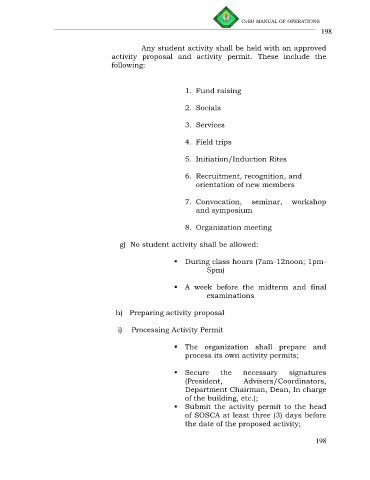 CvSU MANUAL OF OPERATIONS
198
Any student activity shall be held with an approved
activity proposal and activity permit. These include the
following:
1. Fund raising
2. Socials
3. Services
4. Field trips
5. Initiation/Induction Rites
6. Recruitment, recognition, and
orientation of new members
7. Convocation, seminar, workshop
and symposium
8. Organization meeting
g) No student activity shall be allowed:
• During class hours (7am-12noon; 1pm-
5pm)
• A week before the midterm and final
examinations
h) Preparing activity proposal
i) Processing Activity Permit
• The organization shall prepare and
process its own activity permits;
• Secure the necessary signatures
(President, Advisers/Coordinators,
Department Chairman, Dean, In charge
of the building, etc.);
• Submit the activity permit to the head
of SOSCA at least three (3) days before
the date of the proposed activity;
198